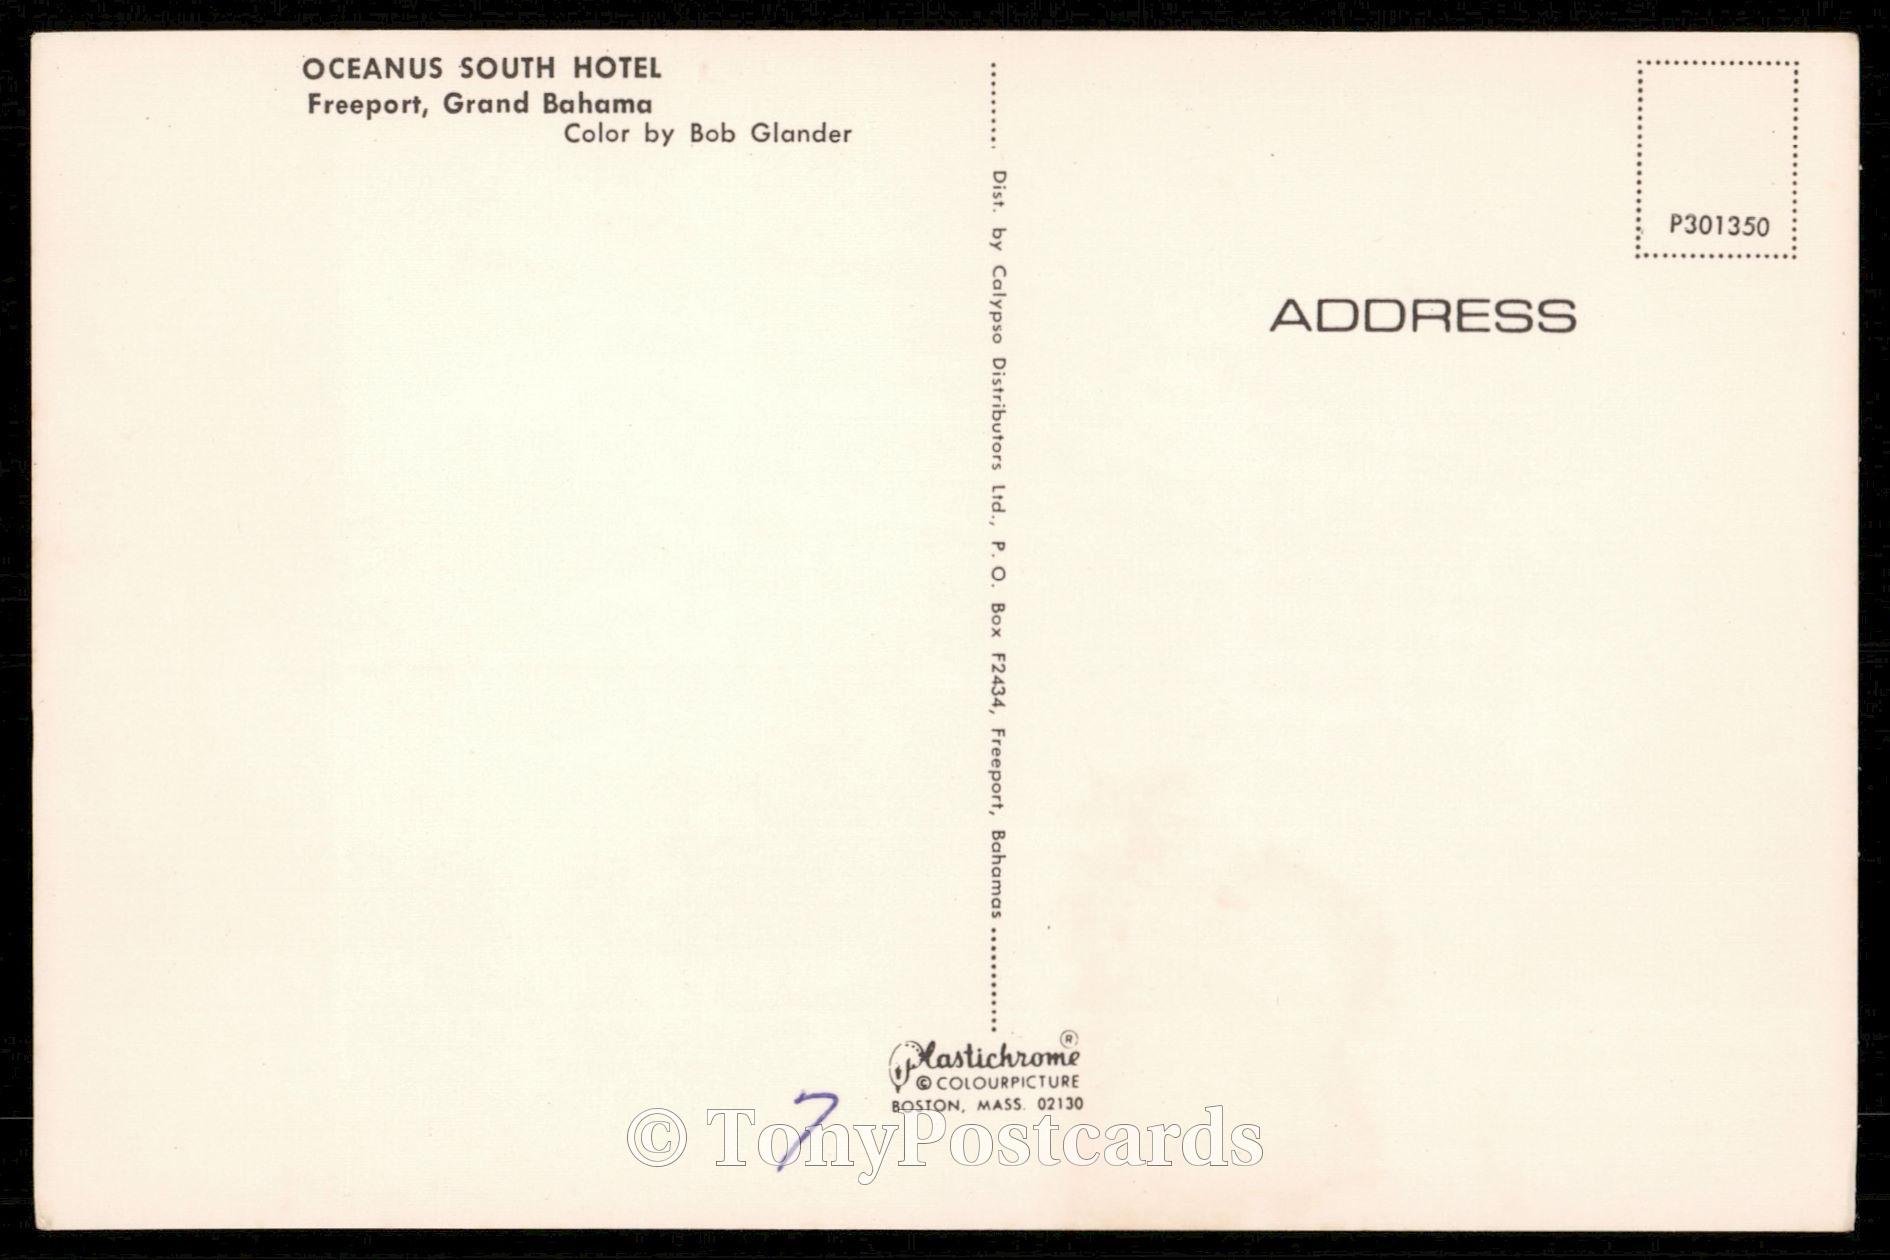 OCEANUS SOUTH HOTEL
Freeport, Grand Bahama
Color by Bob Glander
Dist. by Calypso Distributors Ltd., P. O. Box F2434, Freeport, Bahamas
P301350
ADDRESS
Plastichrome ®
© COLOURPICTURE
BOSTON, MASS. 02130
7
© TonyPostcards